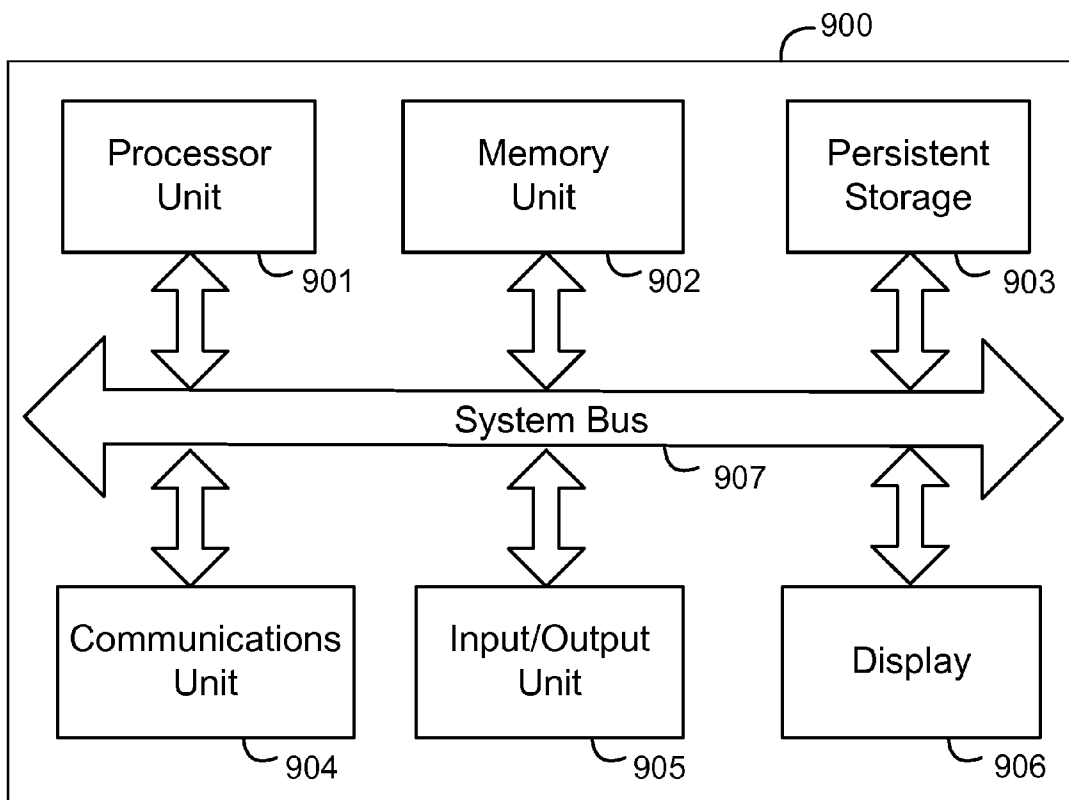 900
Processor
Unit
901
Memory
Unit
902
Persistent
Storage
903
System Bus
907
Communications
Unit
904
Input/Output
Unit
905
Display
906